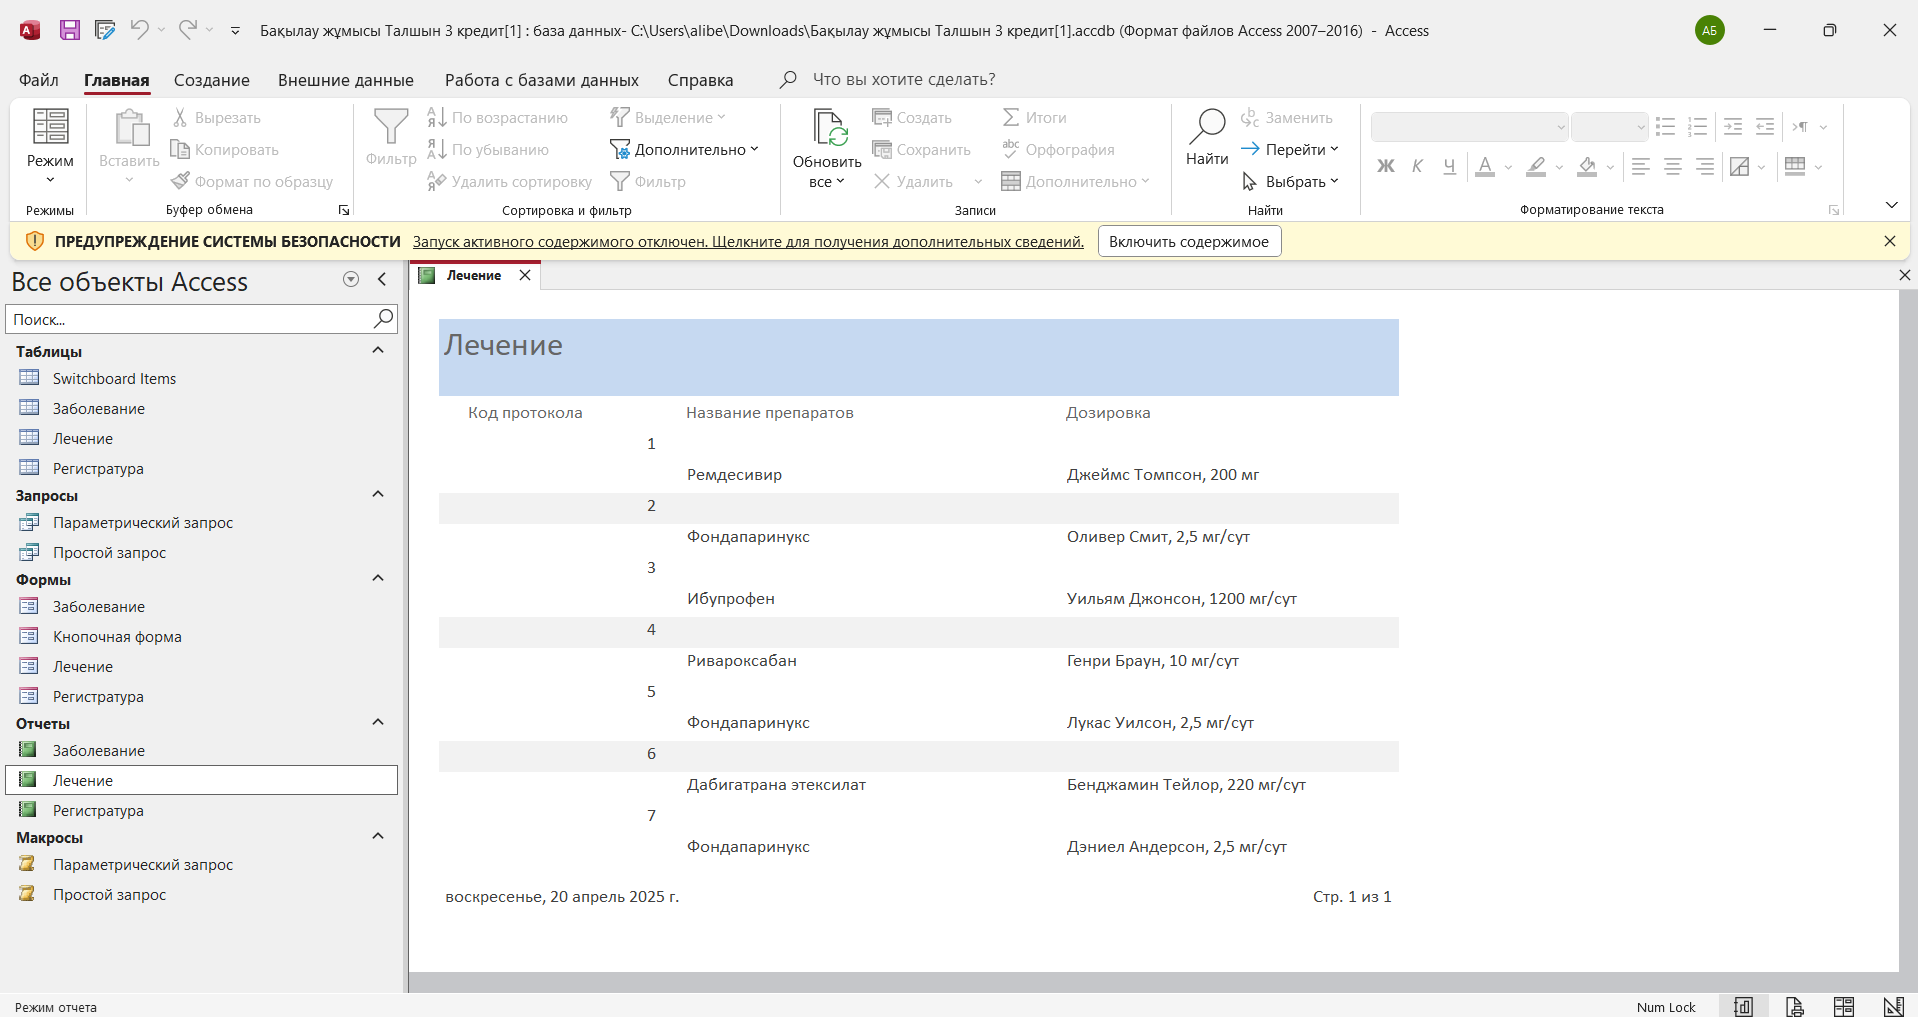 Бақылау жұмысы Талшын 3 кредит[1] : база данных- C:\Users\alibe\Downloads\Бақылау жұмысы Талшын 3 кредит[1].accdb (Формат файлов Access 2007–2016) - Access
АБ
Файл Главная Создание Внешние данные Работа с базами данных Справка Что вы хотите сделать?
Режим
Режимы
Вставить
Вырезать
Копировать
Формат по образцу
Буфер обмена
Фильтр
По возрастанию
По убыванию
Удалить сортировку
Выделение
Дополнительно
Фильтр
Сортировка и фильтр
Обновить
все
Создать
Сохранить
Удалить
Итоги
Орфография
Дополнительно
Записи
Найти
Заменить
Перейти
Выбрать
Найти
Ж К Ч А
Форматирование текста
ПРЕДУПРЕЖДЕНИЕ СИСТЕМЫ БЕЗОПАСНОСТИ Запуск активного содержимого отключен. Щелкните для получения дополнительных сведений. Включить содержимое
Все объекты Access
Поиск...
Таблицы
Switchboard Items
Заболевание
Лечение
Регистратура
Запросы
Параметрический запрос
Простой запрос
Формы
Заболевание
Кнопочная форма
Лечение
Регистратура
Отчеты
Заболевание
Лечение
Регистратура
Макросы
Параметрический запрос
Простой запрос
Лечение
Лечение
Код протокола Название препаратов Дозировка
1
Ремдесивир Джеймс Томпсон, 200 мг
2
Фондапаринукс Оливер Смит, 2,5 мг/сут
3
Ибупрофен Уильям Джонсон, 1200 мг/сут
4
Ривароксабан Генри Браун, 10 мг/сут
5
Фондапаринукс Лукас Уилсон, 2,5 мг/сут
6
Дабигатрана этексилат Бенджамин Тейлор, 220 мг/сут
7
Фондапаринукс Дэниел Андерсон, 2,5 мг/сут
воскресенье, 20 апрель 2025 г. Стр. 1 из 1
Режим отчета Num Lock